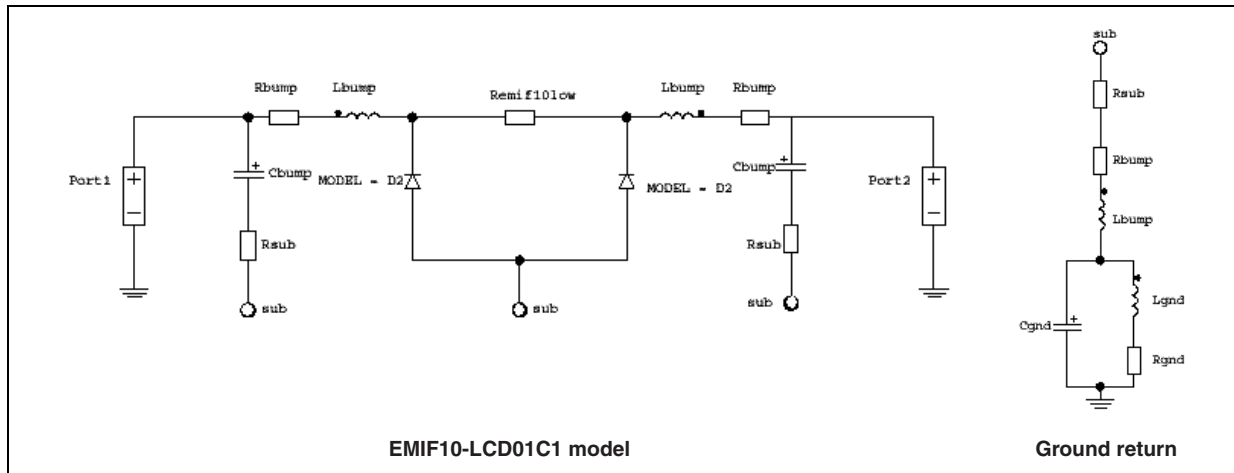 Rbump
Lbump
Remif10low
Lbump
Rbump
Port1
+
−
+
Cbump
MODEL = D2
MODEL = D2
+
Cbump
Port2
+
−
Rsub
Rsub
sub
sub
sub
EMIF10-LCD01C1 model
sub
Rsub
Rbump
Lbump
Lgnd
+
Cgnd
Rgnd
Ground return